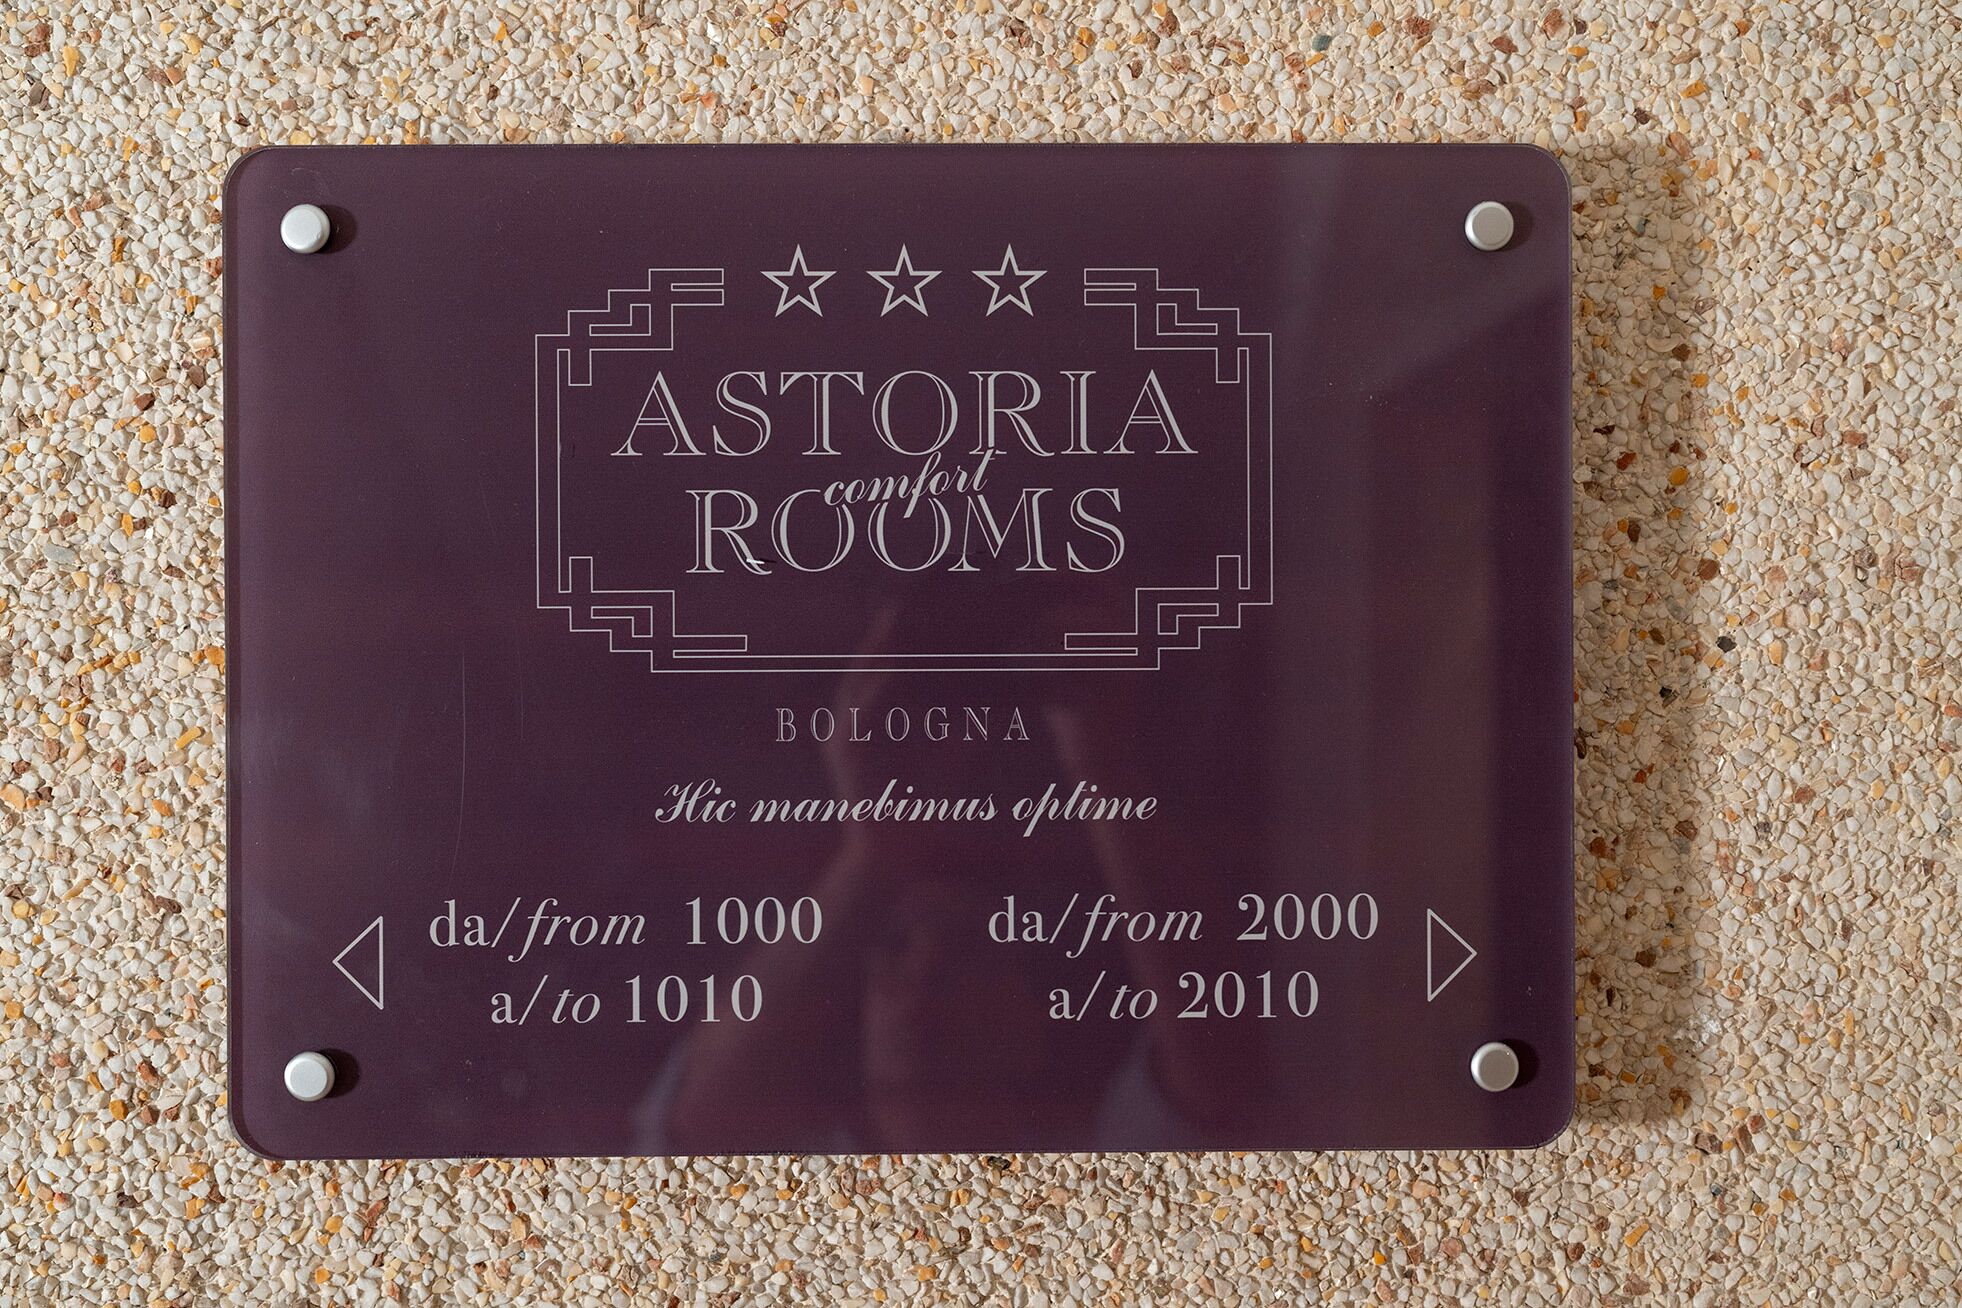 ASTORIA
comfort
ROOMS
BOLOGNA
Hic manebimus optime
da/from 1000
a/to 1010
da/from 2000
a/to 2010